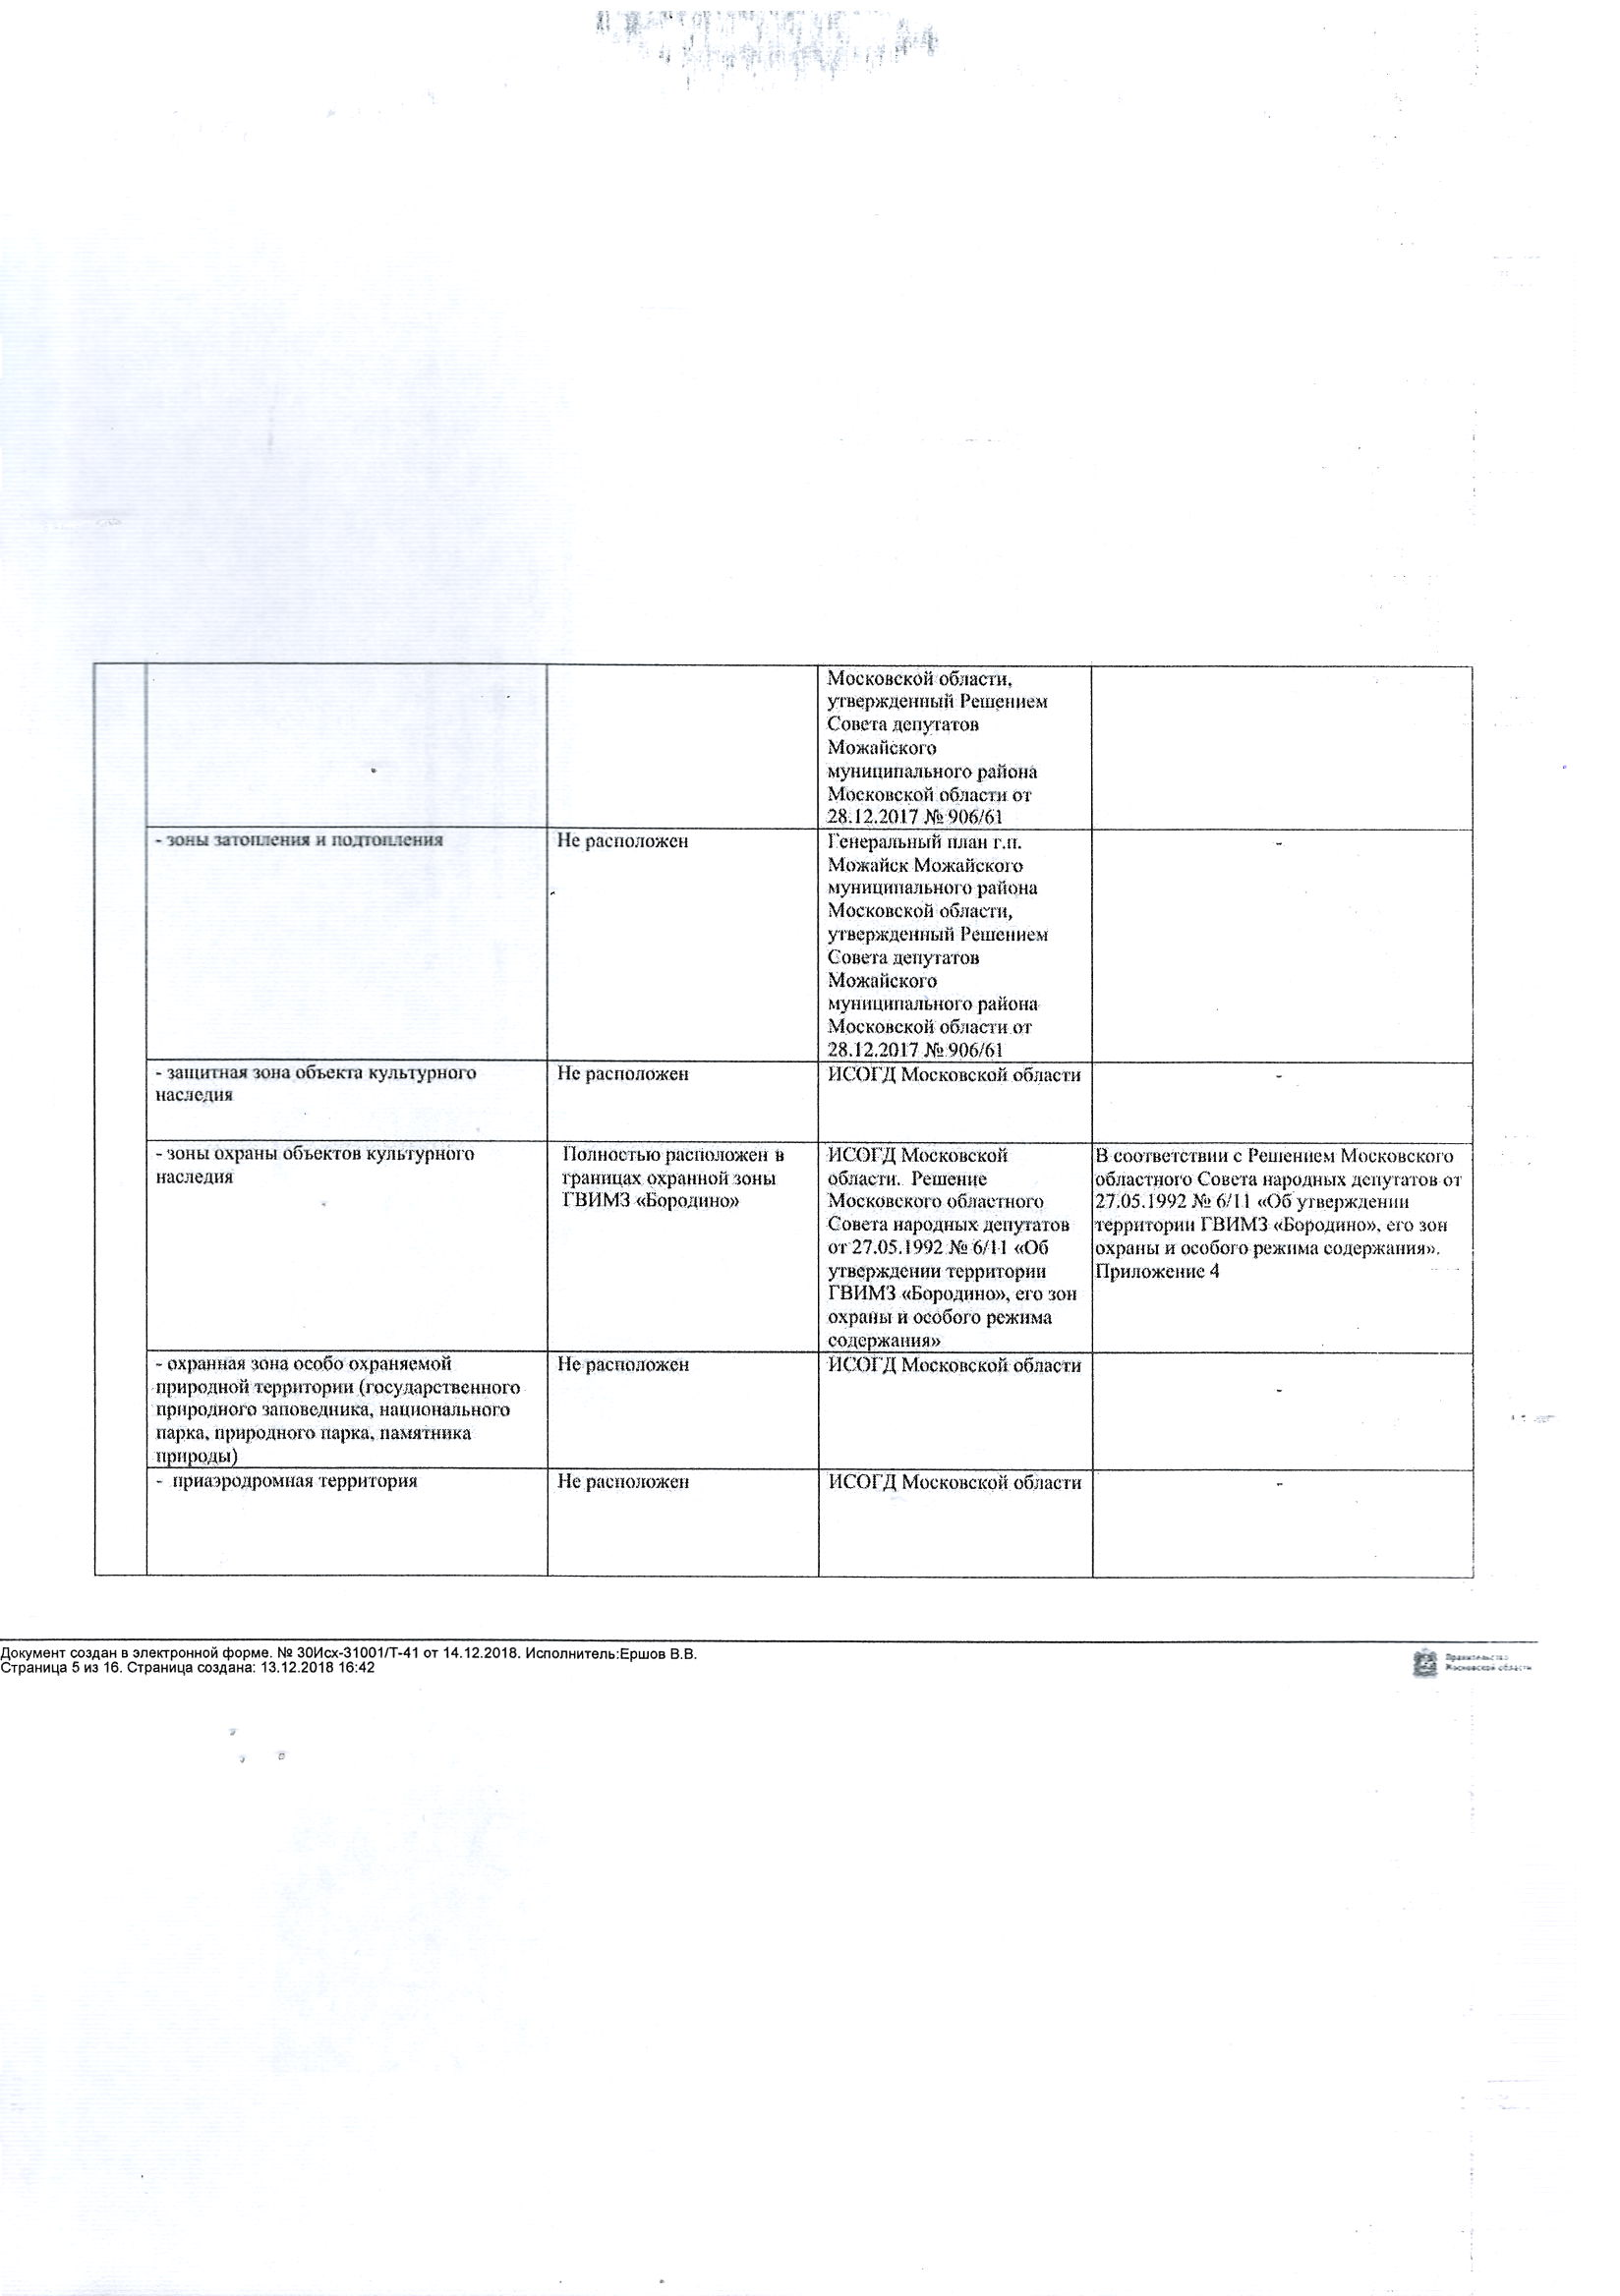 Московской области,
утвержденный Решением
Совета депутатов
Можайского
муниципального района
Московской области от
28.12.2017 № 906/61
- зоны затопления и подтопления
Не расположен
Генеральный план г.п.
Можайск Можайского
муниципального района
Московской области,
утвержденный Решением
Совета депутатов
Можайского
муниципального района
Московской области от
28.12.2017 № 906/61
-
- защитная зона объекта культурного
наследия
Не расположен
ИСОГД Московской области
-
- зоны охраны объектов культурного
наследия
Полностью расположен в
границах охранной зоны
ГВИМЗ «Бородино»
ИСОГД Московской
области. Решение
Московского областного
Совета народных депутатов
от 27.05.1992 № 6/11 «Об
утверждении территории
ГВИМЗ «Бородино», его зон
охраны и особого режима
содержания»
В соответствии с Решением Московского
областного Совета народных депутатов от
27.05.1992 № 6/11 «Об утверждении
территории ГВИМЗ «Бородино», его зон
охраны и особого режима содержания».
Приложение 4
- охранная зона особо охраняемой
природной территории (государственного
природного заповедника, национального
парка, природного парка, памятника
природы)
Не расположен
ИСОГД Московской области
-
- приаэродромная территория
Не расположен
ИСОГД Московской области
-
Документ создан в электронной форме. № 30Исх-31001/Т-41 от 14.12.2018. Исполнитель:Ершов В.В.
Страница 5 из 16. Страница создана: 13.12.2018 16:42
Правительство
Московской области